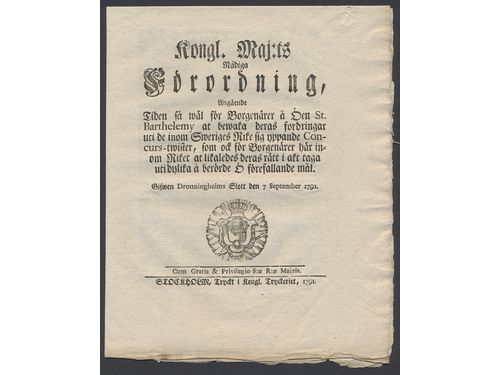 Kongl. Maj:ts
Nådiga
Förordning,
Angående
Tiden så wäl för Borgenärer å Öen St.
Barthelemy at bewaka deras fordringar
uti de inom Sweriges Rike sig yppande Con-
curs-twister, som ock för Borgenärer här in-
om Riket at likaledes deras rätt i akt taga
uti dylika å berörde Ö förefallande mål.
Gifwen Drottningholms Slott den 7 September 1791.
Cum Gratia & Privilegio S:æ R:æ Maj:tis.
STOCKHOLM, Tryckt i Kongl. Tryckeriet, 1791.